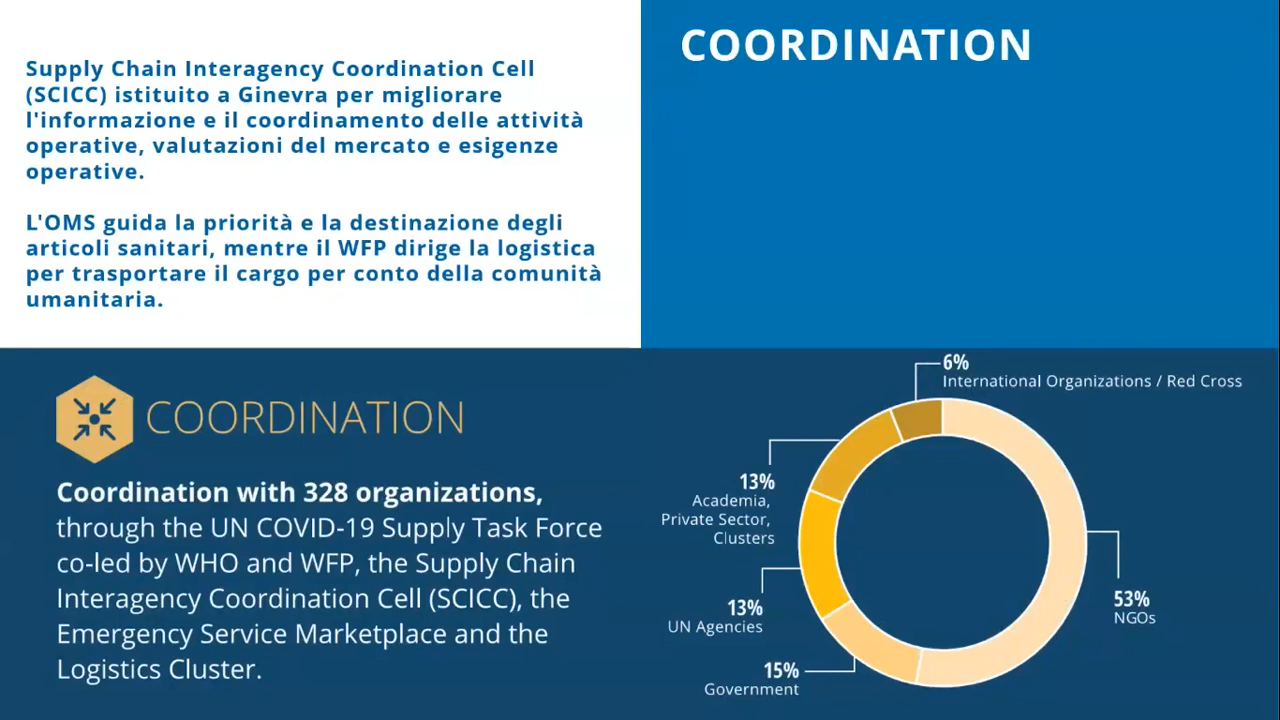 Supply Chain Interagency Coordination Cell
(SCICC) istituito a Ginevra per migliorare
l'informazione e il coordinamento delle attività
operative, valutazioni del mercato e esigenze
operative.
L'OMS guida la priorità e la destinazione degli
articoli sanitari, mentre il WFP dirige la logistica
per trasportare il cargo per conto della comunità
umanitaria.
COORDINATION
COORDINATION
Coordination with 328 organizations,
through the UN COVID-19 Supply Task Force
co-led by WHO and WFP, the Supply Chain
Interagency Coordination Cell (SCICC), the
Emergency Service Marketplace and the
Logistics Cluster.
6%
International Organizations / Red Cross
13%
Academia,
Private Sector,
Clusters
13%
UN Agencies
15%
Government
53%
NGOs